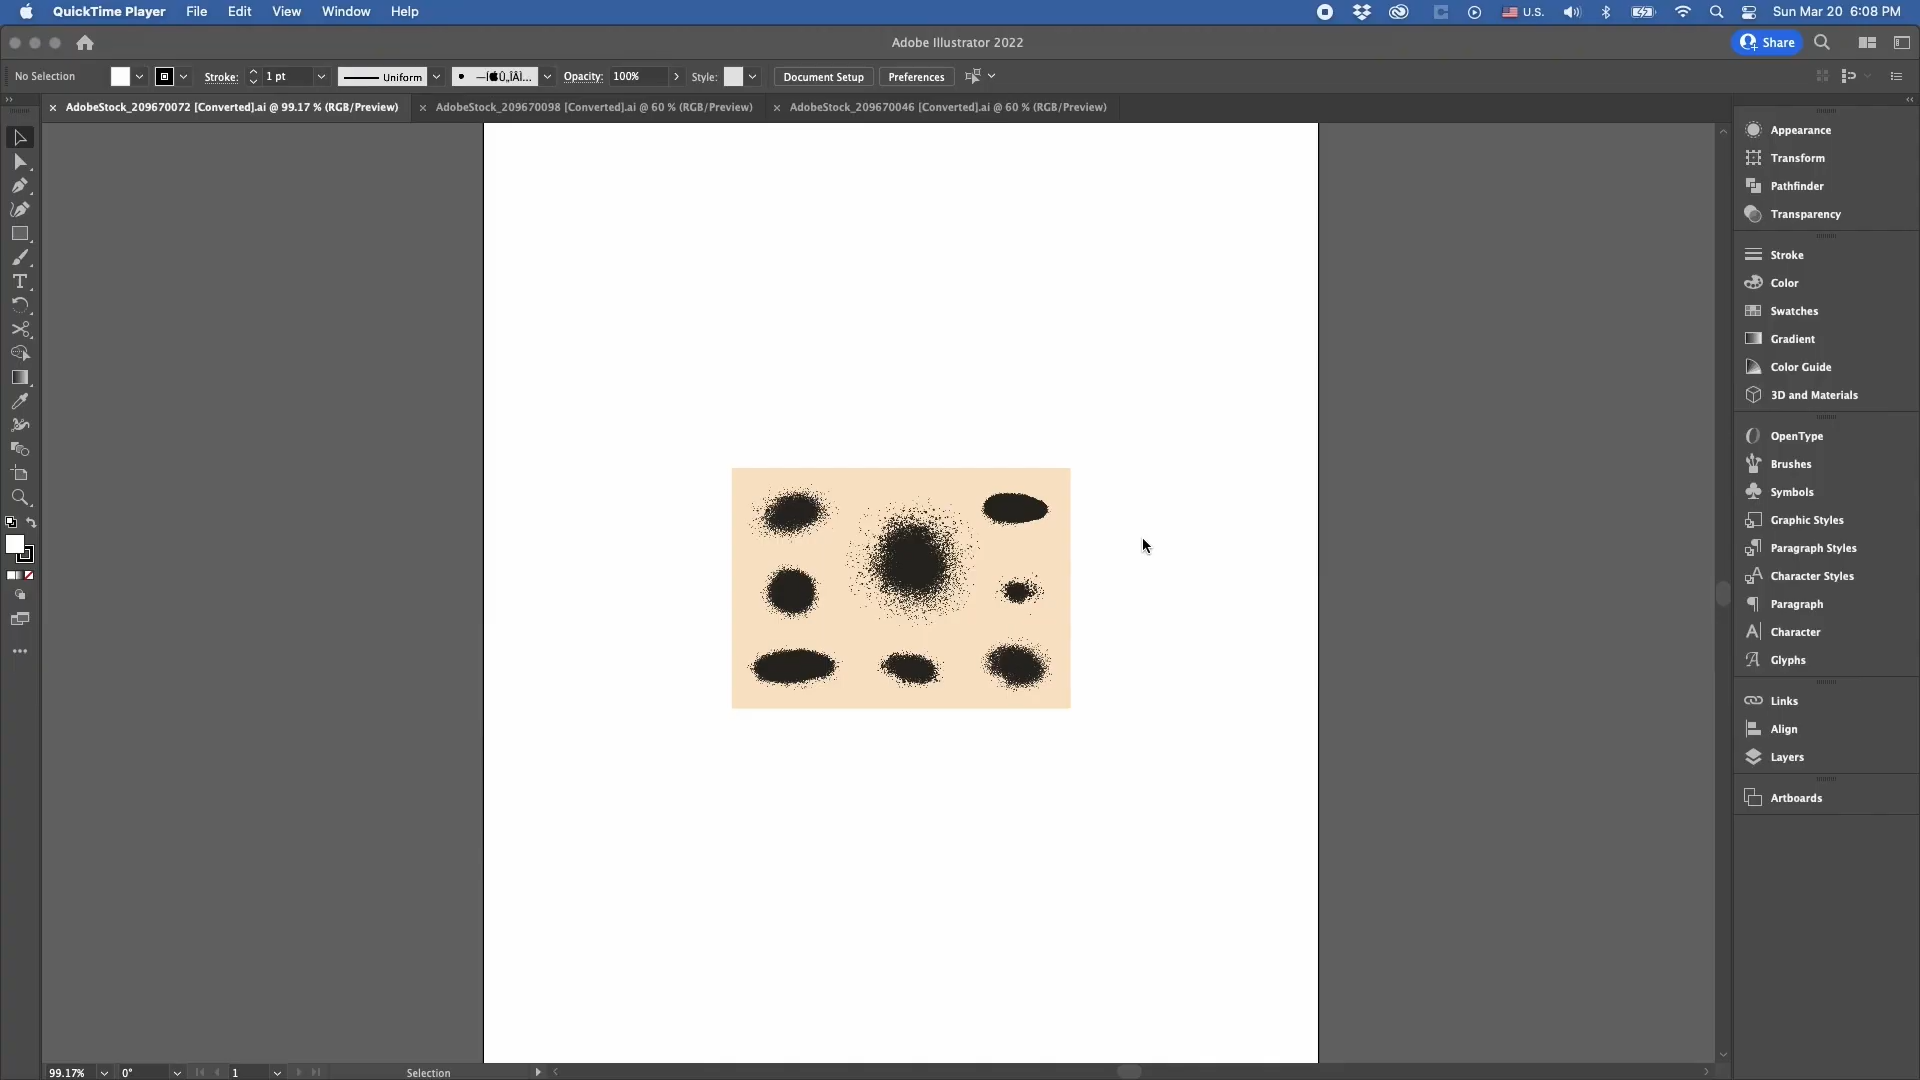 QuickTime Player File Edit View Window Help U.S. Sun Mar 20 6:08 PM
Adobe Illustrator 2022 Share
No Selection Stroke: 1 pt Uniform Opacity: 100% Style: Document Setup Preferences
AdobeStock_209670072 [Converted].ai @ 99.17 % (RGB/Preview) AdobeStock_209670098 [Converted].ai @ 60 % (RGB/Preview) AdobeStock_209670046 [Converted].ai @ 60 % (RGB/Preview)
Appearance
Transform
Pathfinder
Transparency
Stroke
Color
Swatches
Gradient
Color Guide
3D and Materials
OpenType
Brushes
Symbols
Graphic Styles
Paragraph Styles
Character Styles
Paragraph
Character
Glyphs
Links
Align
Layers
Artboards
99.17% 0° 1 Selection